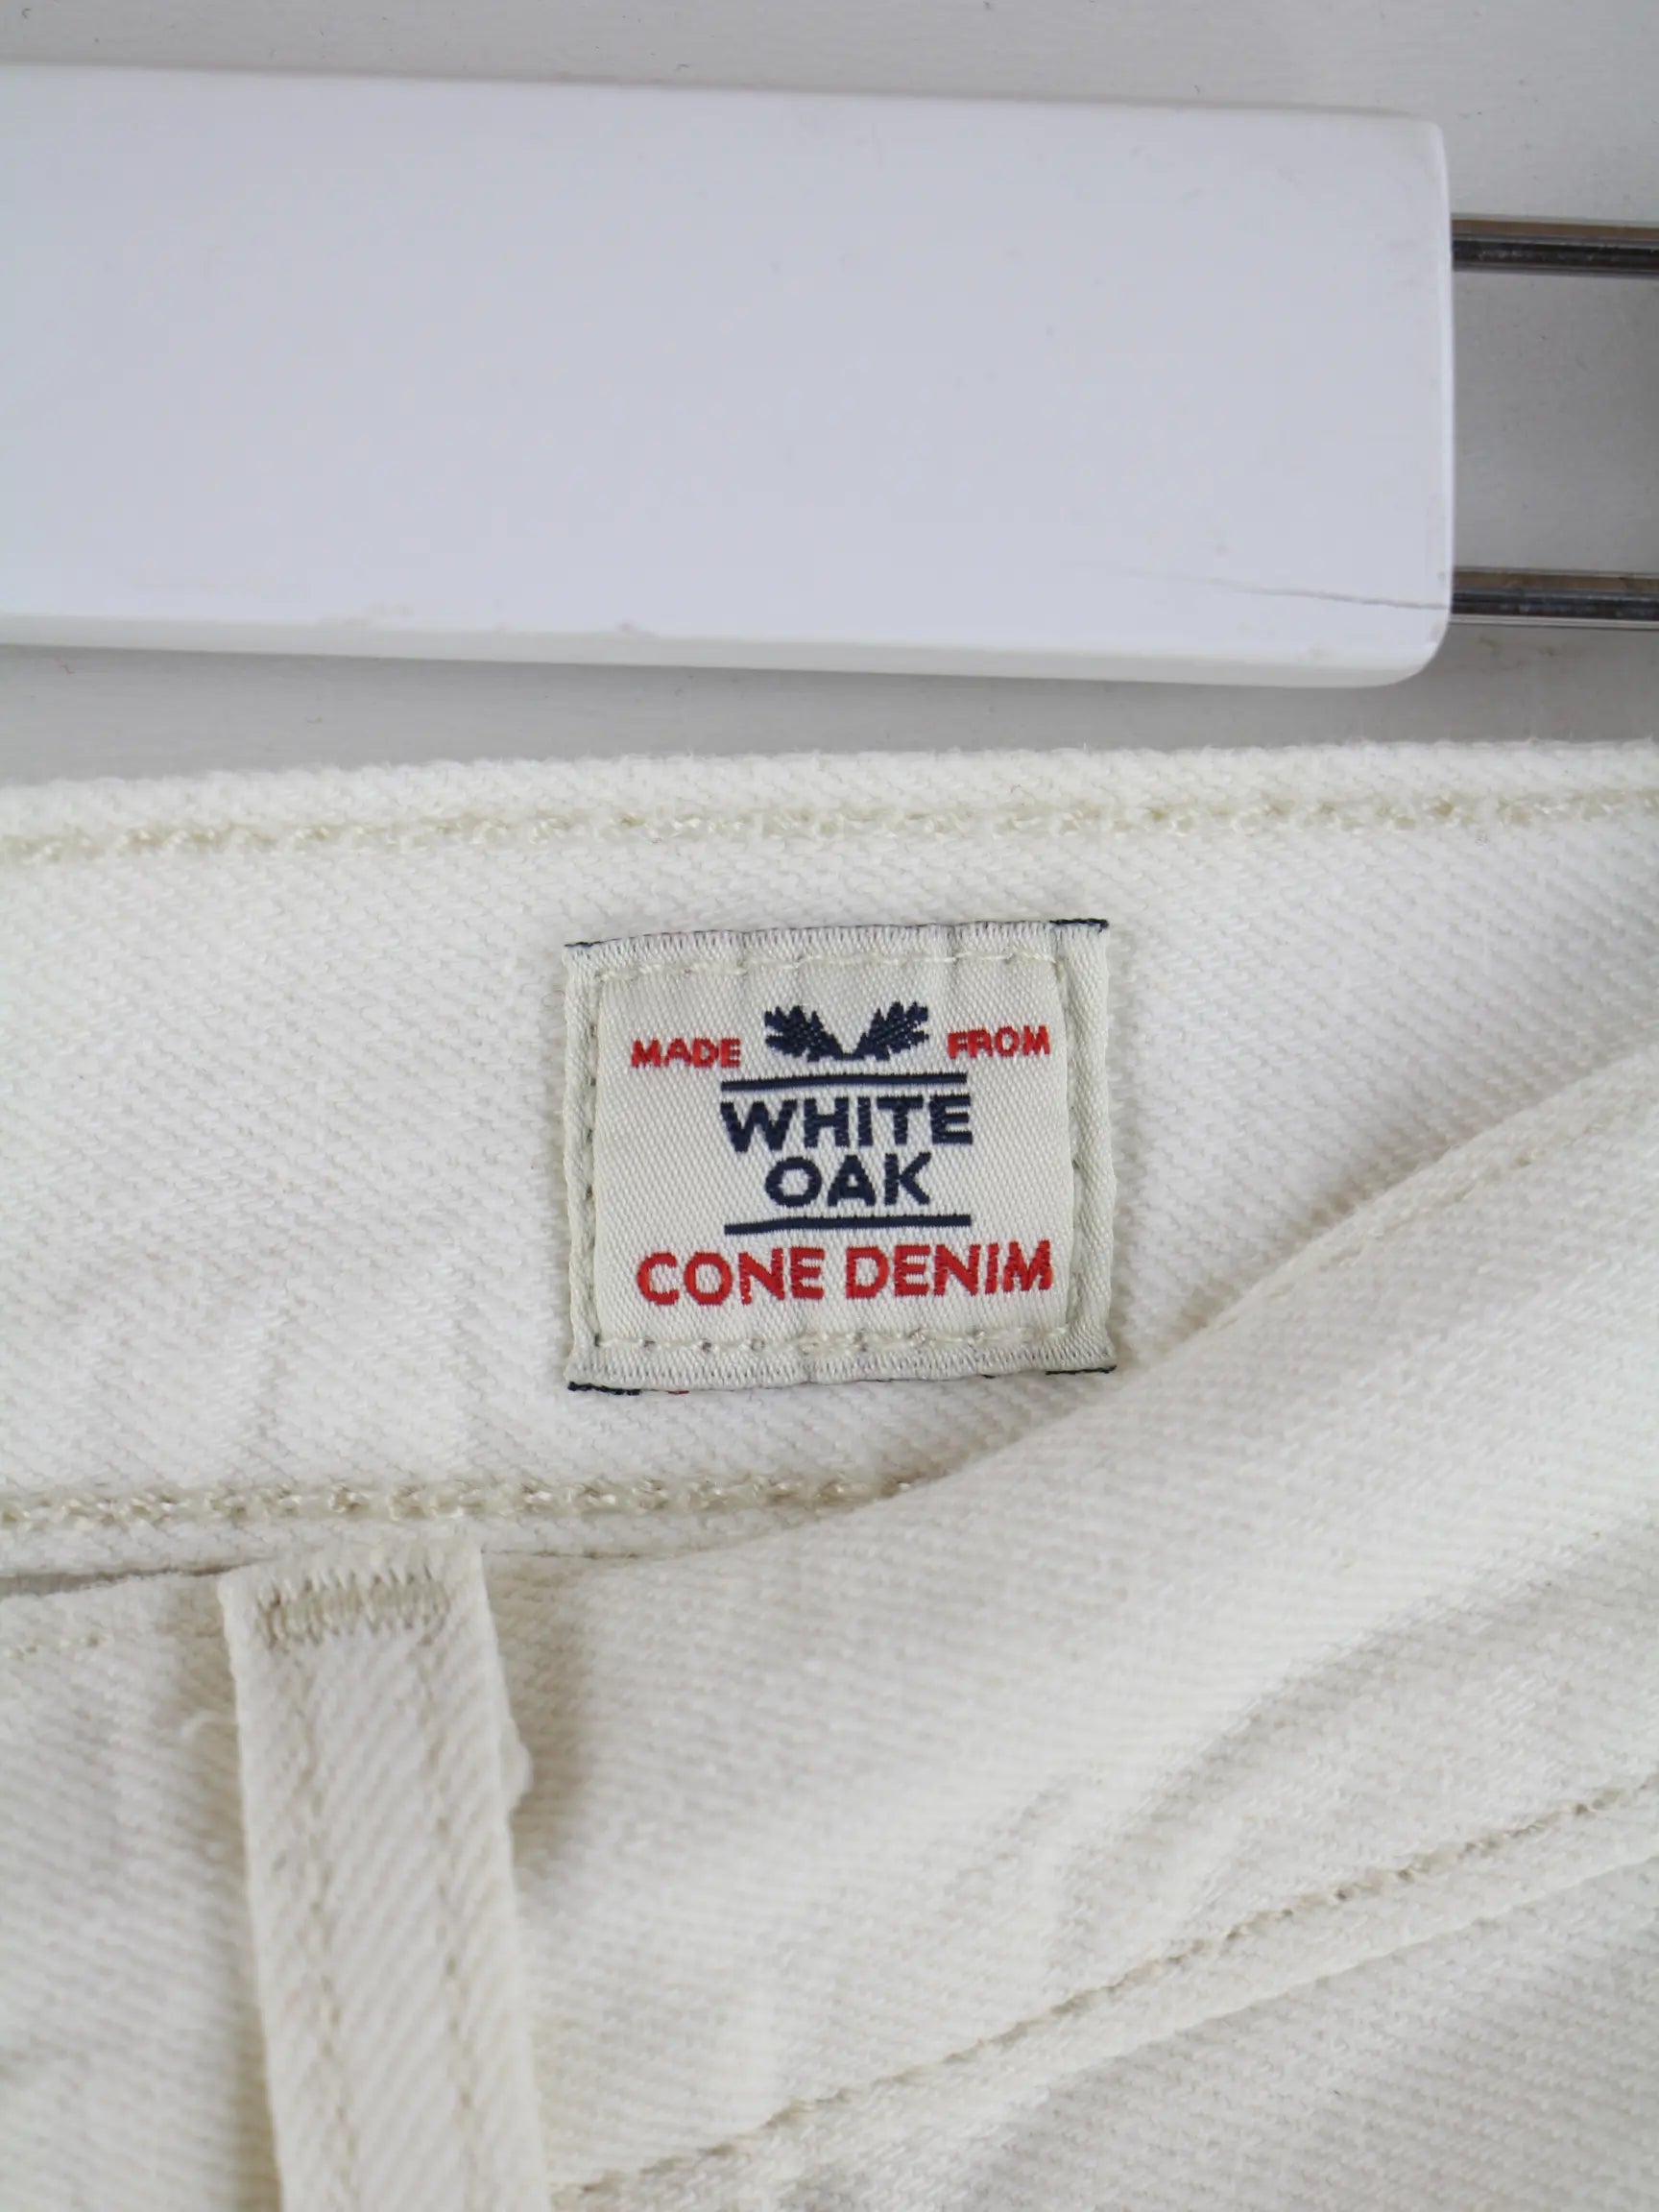 MADE FROM
WHITE
OAK
CONE DENIM